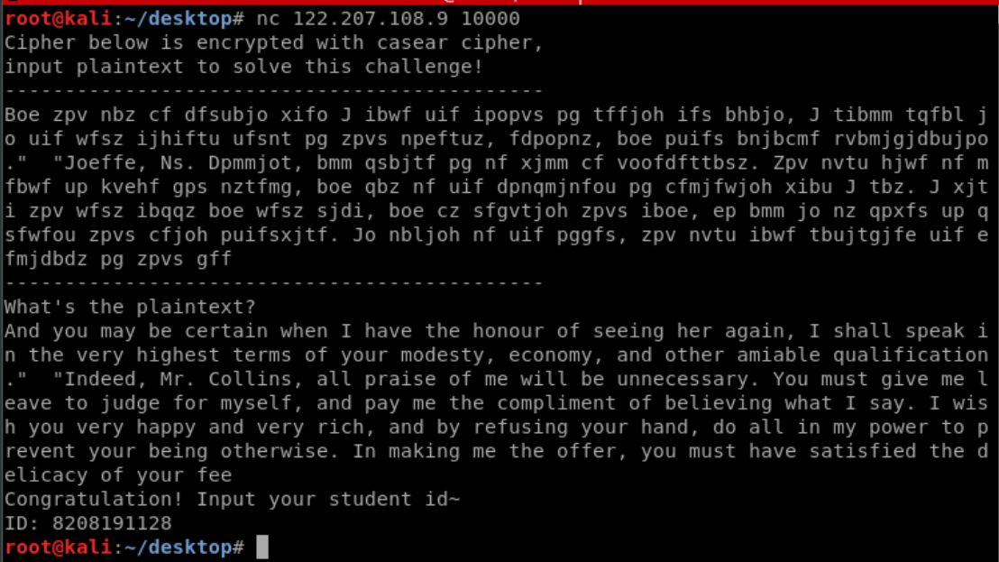 root@kali:~/desktop# nc 122.207.108.9 10000
Cipher below is encrypted with casear cipher,
input plaintext to solve this challenge!
---------------------------------------------
Boe zpv nbz cf dfsubjo xifo J ibwf uif ipopvs pg tffjoh ifs bhbjo, J tibmm tqfbl j
o uif wfsz ijhiftu ufsnt pg zpvs npeftuz, fdpopnz, boe puifs bnjbcmf rvbmjgjdbujpo
."  "Joeffe, Ns. Dpmmjot, bmm qsbjtf pg nf xjmm cf voofdfttbsz. Zpv nvtu hjwf nf m
fbwf up kvehf gps nztfmg, boe qbz nf uif dpnqmjnfou pg cfmjfwjoh xibu J tbz. J xjt
i zpv wfsz ibqqz boe wfsz sjdi, boe cz sfgvtjoh zpvs iboe, ep bmm jo nz qpxfs up q
sfwfou zpvs cfjoh puifsxjtf. Jo nbljoh nf uif pggfs, zpv nvtu ibwf tbujtgjfe uif e
fmjdbdz pg zpvs gff
---------------------------------------------
What's the plaintext?
And you may be certain when I have the honour of seeing her again, I shall speak i
n the very highest terms of your modesty, economy, and other amiable qualification
."  "Indeed, Mr. Collins, all praise of me will be unnecessary. You must give me l
eave to judge for myself, and pay me the compliment of believing what I say. I wis
h you very happy and very rich, and by refusing your hand, do all in my power to p
revent your being otherwise. In making me the offer, you must have satisfied the d
elicacy of your fee
Congratulation! Input your student id~
ID: 8208191128
root@kali:~/desktop#